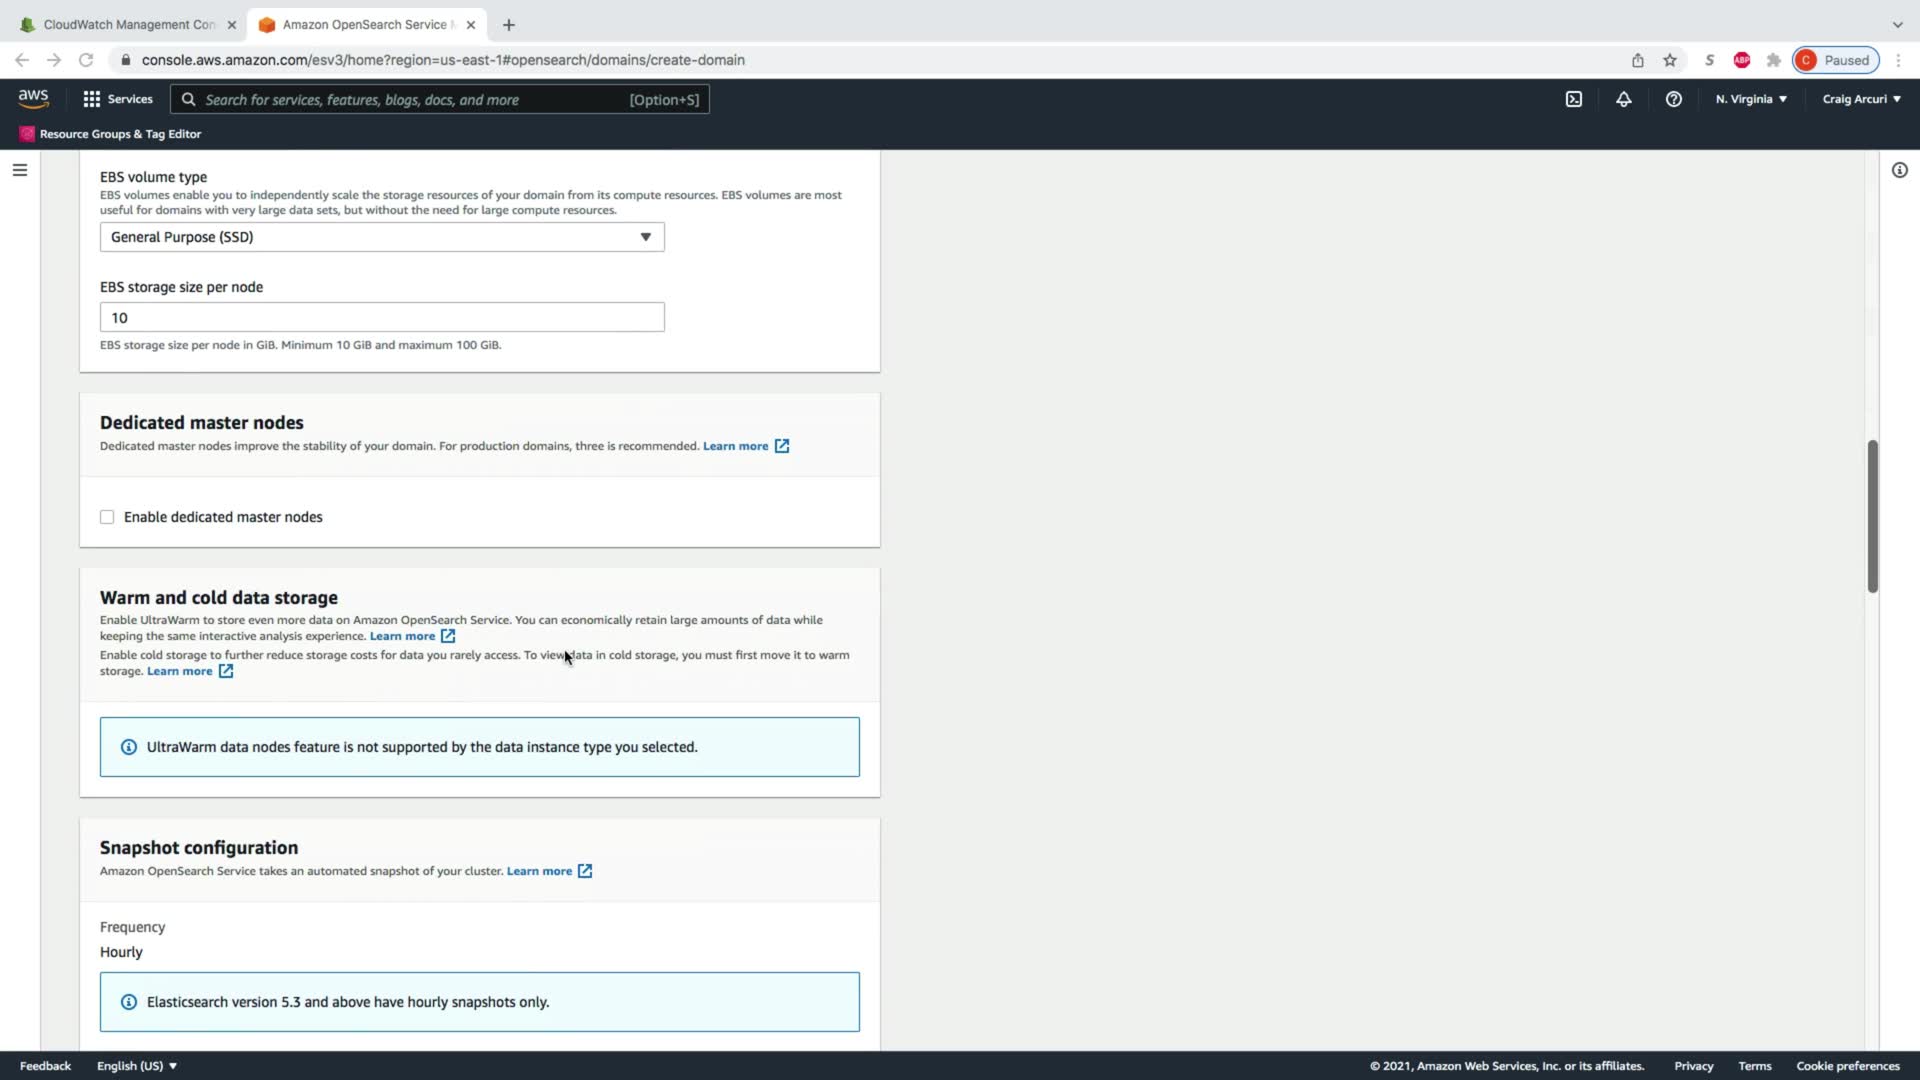 CloudWatch Management Con
Amazon OpenSearch Service M
console.aws.amazon.com/esv3/home?region=us-east-1#opensearch/domains/create-domain
S
ABP
C Paused
aws
Services
Search for services, features, blogs, docs, and more [Option+S]
N. Virginia ▼
Craig Arcuri ▼
Resource Groups & Tag Editor
EBS volume type
EBS volumes enable you to independently scale the storage resources of your domain from its compute resources. EBS volumes are most
useful for domains with very large data sets, but without the need for large compute resources.
General Purpose (SSD)
EBS storage size per node
10
EBS storage size per node in GiB. Minimum 10 GiB and maximum 100 GiB.
Dedicated master nodes
Dedicated master nodes improve the stability of your domain. For production domains, three is recommended. Learn more
Enable dedicated master nodes
Warm and cold data storage
Enable UltraWarm to store even more data on Amazon OpenSearch Service. You can economically retain large amounts of data while
keeping the same interactive analysis experience. Learn more
Enable cold storage to further reduce storage costs for data you rarely access. To view data in cold storage, you must first move it to warm
storage. Learn more
UltraWarm data nodes feature is not supported by the data instance type you selected.
Snapshot configuration
Amazon OpenSearch Service takes an automated snapshot of your cluster. Learn more
Frequency
Hourly
Elasticsearch version 5.3 and above have hourly snapshots only.
Feedback
English (US) ▼
© 2021, Amazon Web Services, Inc. or its affiliates.
Privacy
Terms
Cookie preferences